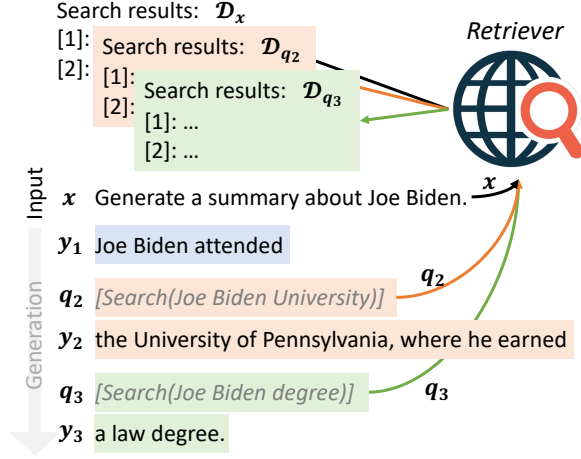 Search results: 𝓓x
[1]:
[2]:
Search results: 𝓓q2
[1]:
[2]:
Search results: 𝓓q3
[1]: ...
[2]: ...
Retriever
Input
x Generate a summary about Joe Biden.
x
y1 Joe Biden attended
q2 [Search(Joe Biden University)]
q2
y2 the University of Pennsylvania, where he earned
q3 [Search(Joe Biden degree)]
q3
y3 a law degree.
Generation